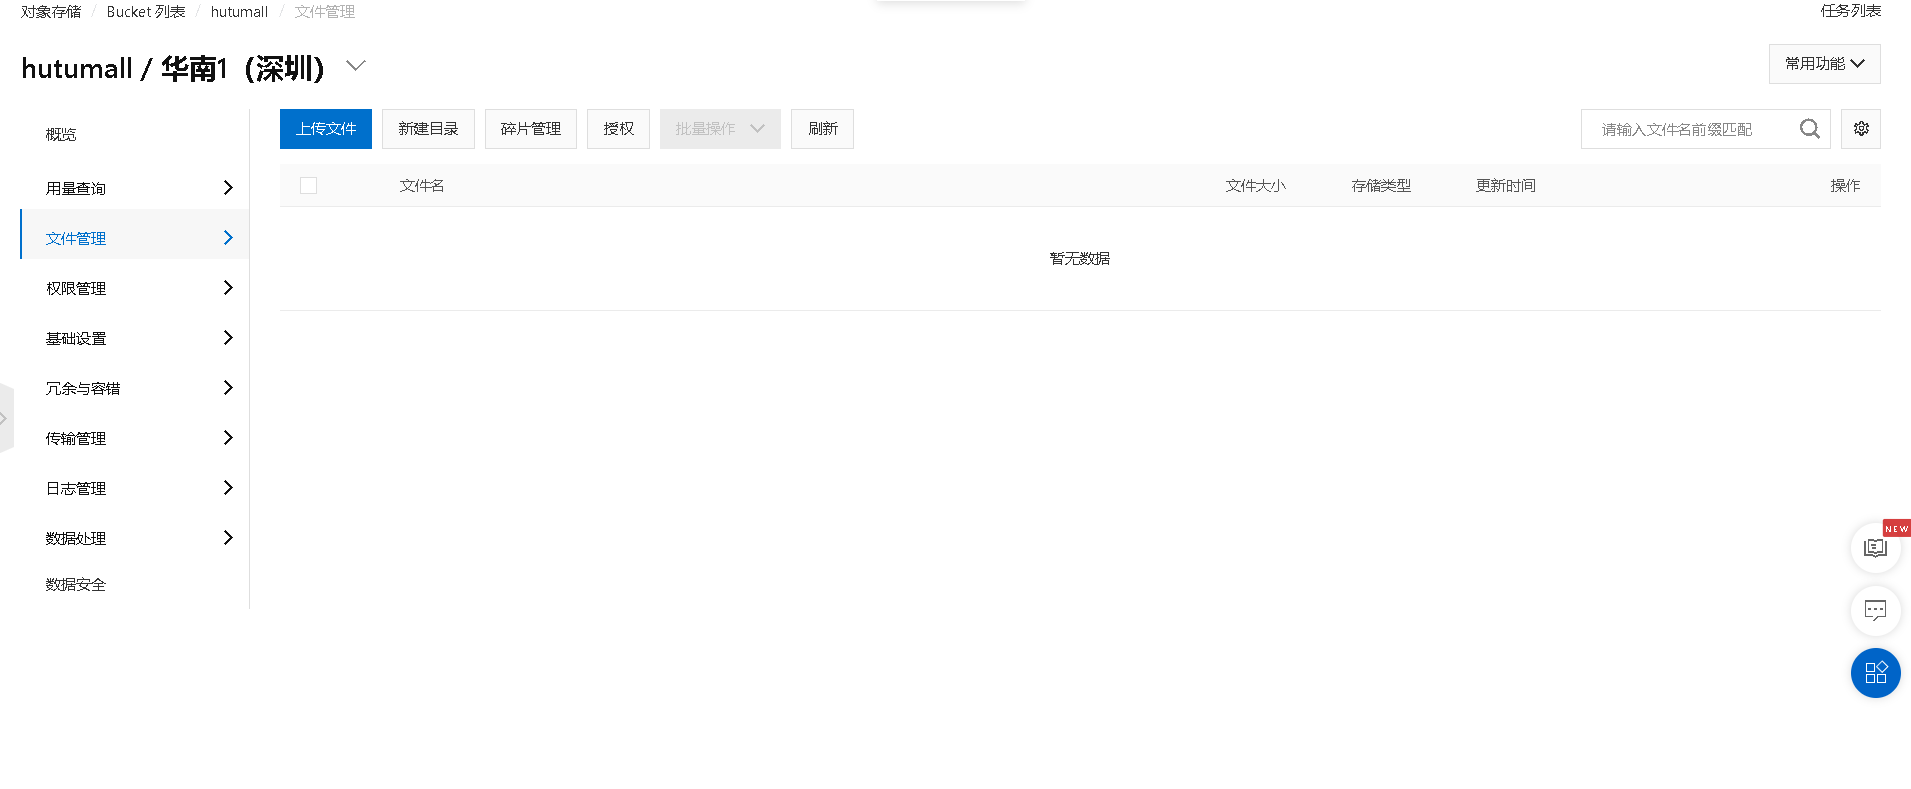 对象存储 / Bucket 列表 / hutumall / 文件管理
任务列表
hutumall / 华南1（深圳）
常用功能
概览
用量查询
文件管理
权限管理
基础设置
冗余与容错
传输管理
日志管理
数据处理
数据安全
上传文件 新建目录 碎片管理 授权 批量操作 刷新
请输入文件名前缀匹配
文件名 文件大小 存储类型 更新时间 操作
暂无数据
NEW